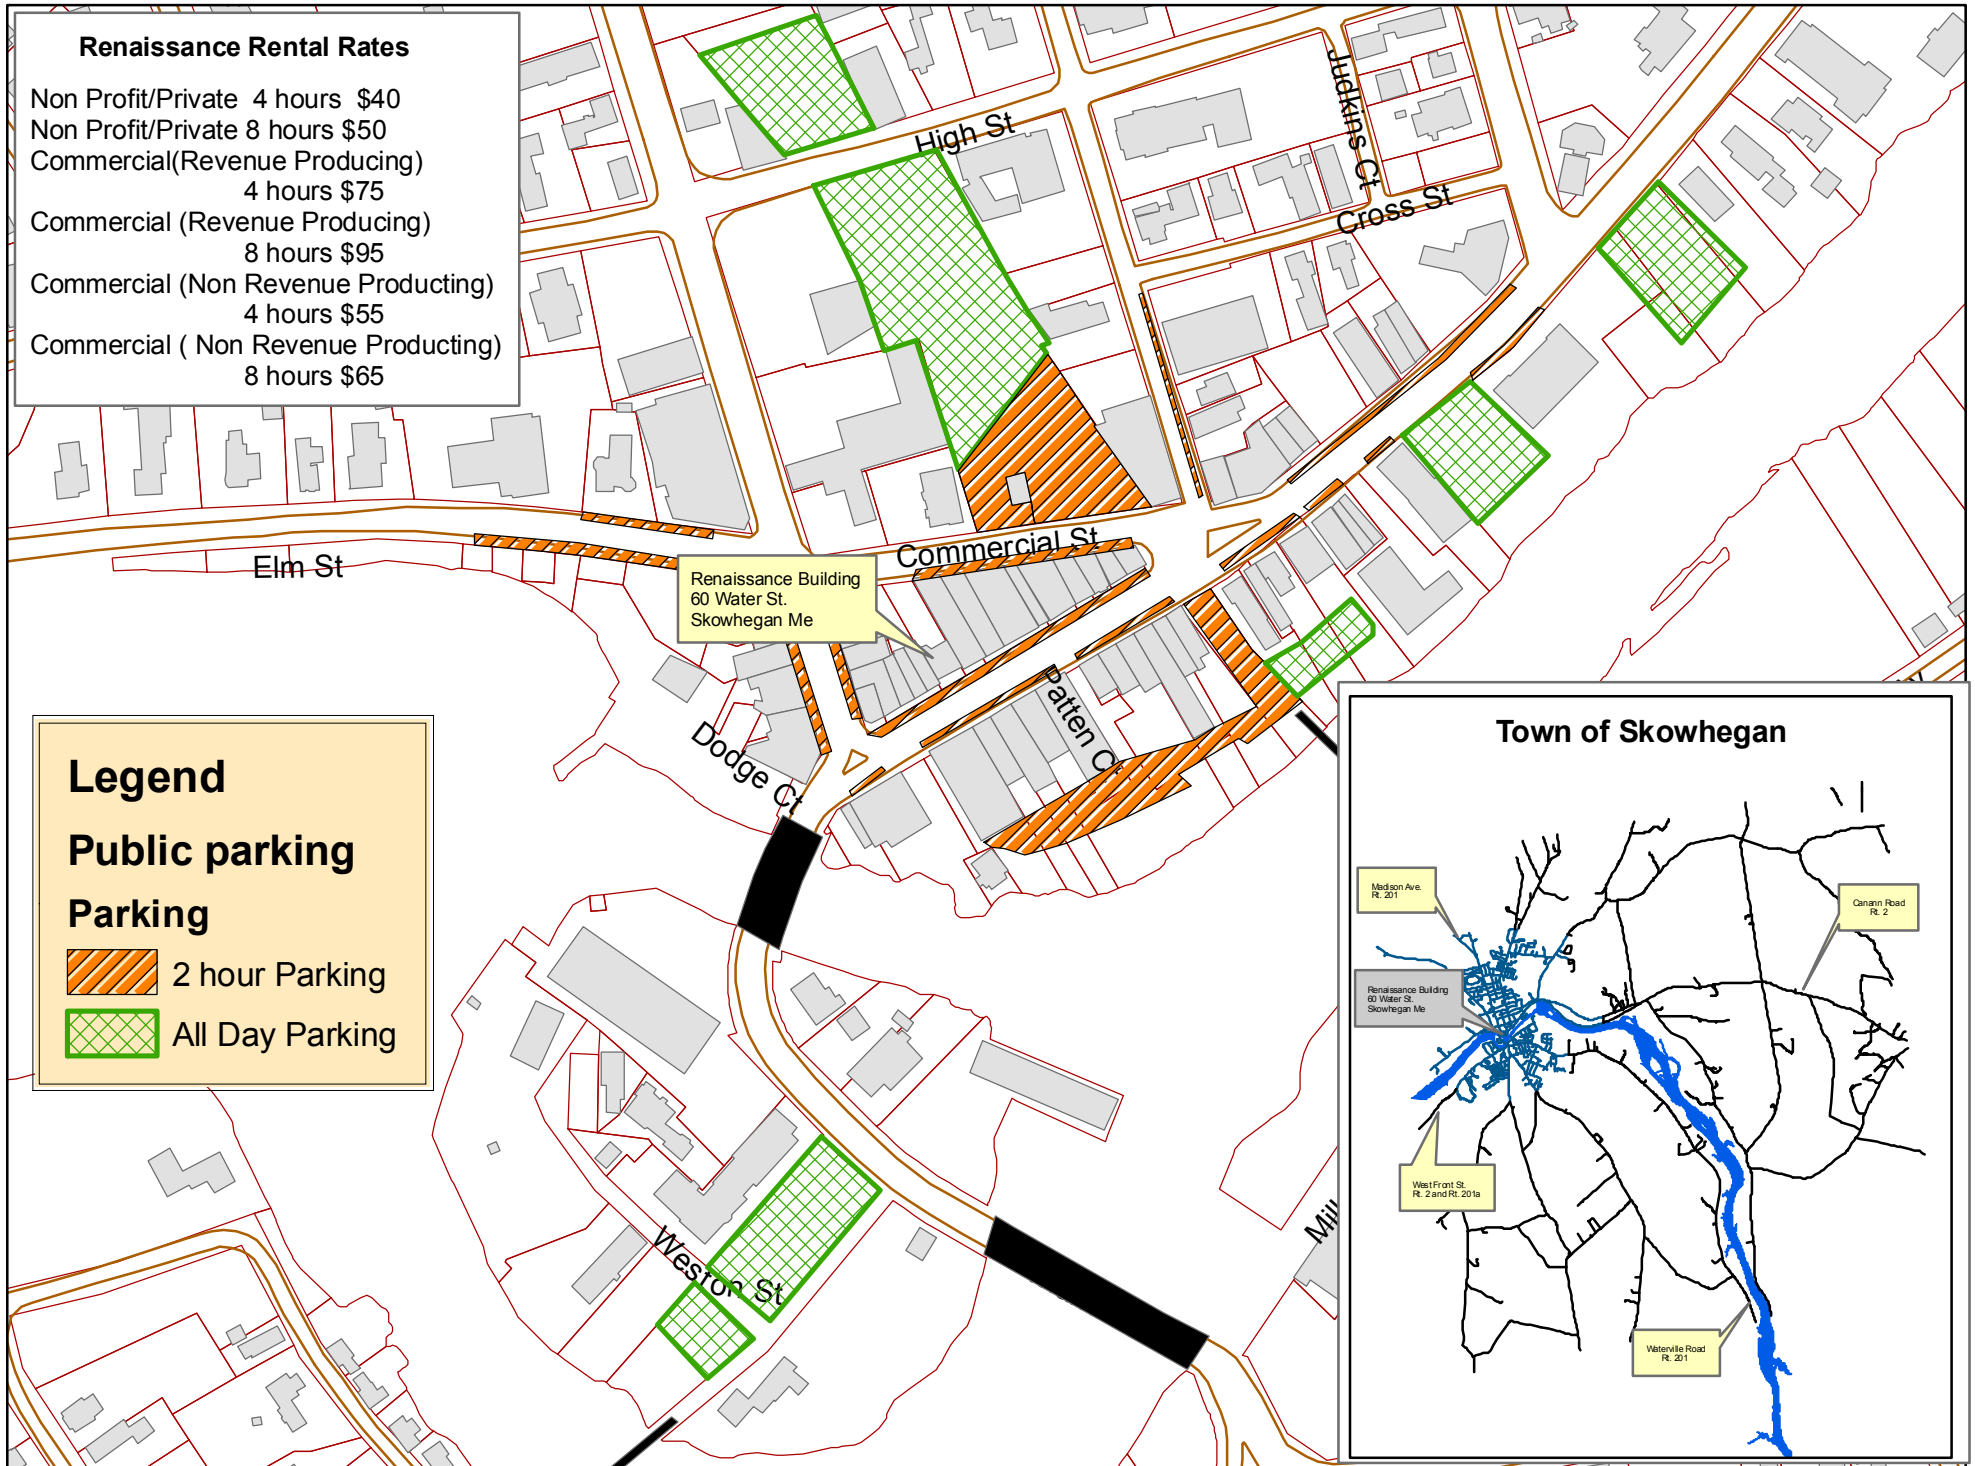 Renaissance Rental Rates
Non Profit/Private 4 hours $40
Non Profit/Private 8 hours $50
Commercial(Revenue Producing)
4 hours $75
Commercial (Revenue Producing)
8 hours $95
Commercial (Non Revenue Producting)
4 hours $55
Commercial ( Non Revenue Producting)
8 hours $65
High St
Judkins Ct
Cross St
Elm St
Commercial St
Renaissance Building
60 Water St.
Skowhegan Me
Dodge Ct
Patten Ct
Weston St
Mill
Legend
Public parking
Parking
2 hour Parking
All Day Parking
Town of Skowhegan
Madison Ave.
Rt. 201
Canann Road
Rt. 2
Renaissance Building
60 Water St.
Skowhegan Me
West Front St.
Rt. 2 and Rt. 201a
Waterville Road
Rt. 201